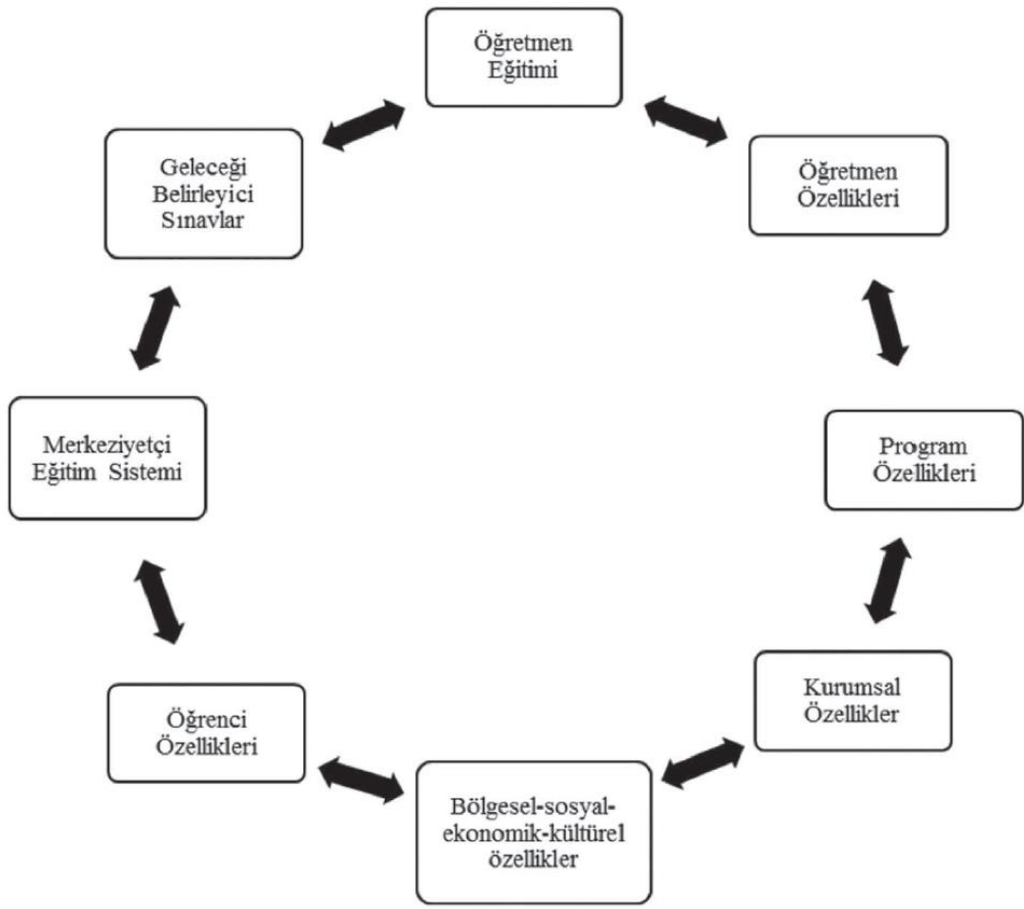 Öğretmen
Eğitimi
Öğretmen
Özellikleri
Program
Özellikleri
Kurumsal
Özellikler
Bölgesel-sosyal-
ekonomik-kültürel
özellikler
Öğrenci
Özellikleri
Merkeziyetçi
Eğitim Sistemi
Geleceği
Belirleyici
Sınavlar